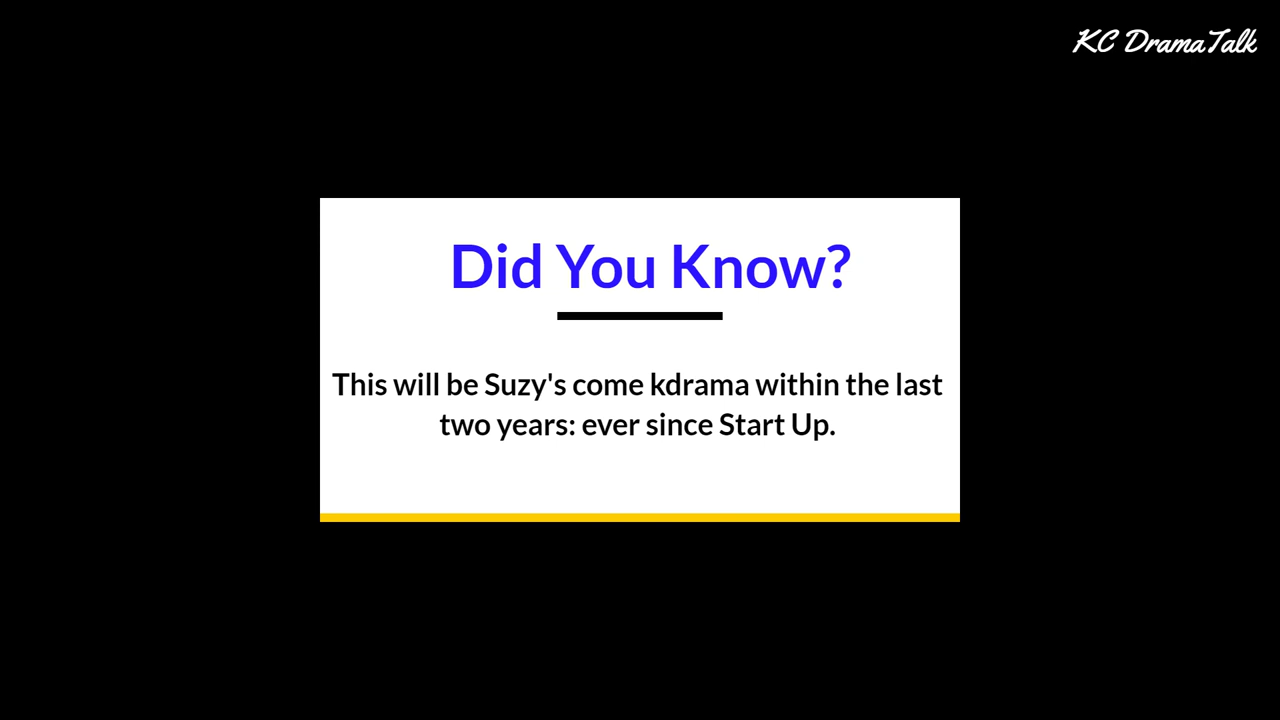 KC DramaTalk
Did You Know?
This will be Suzy's come kdrama within the last
two years: ever since Start Up.